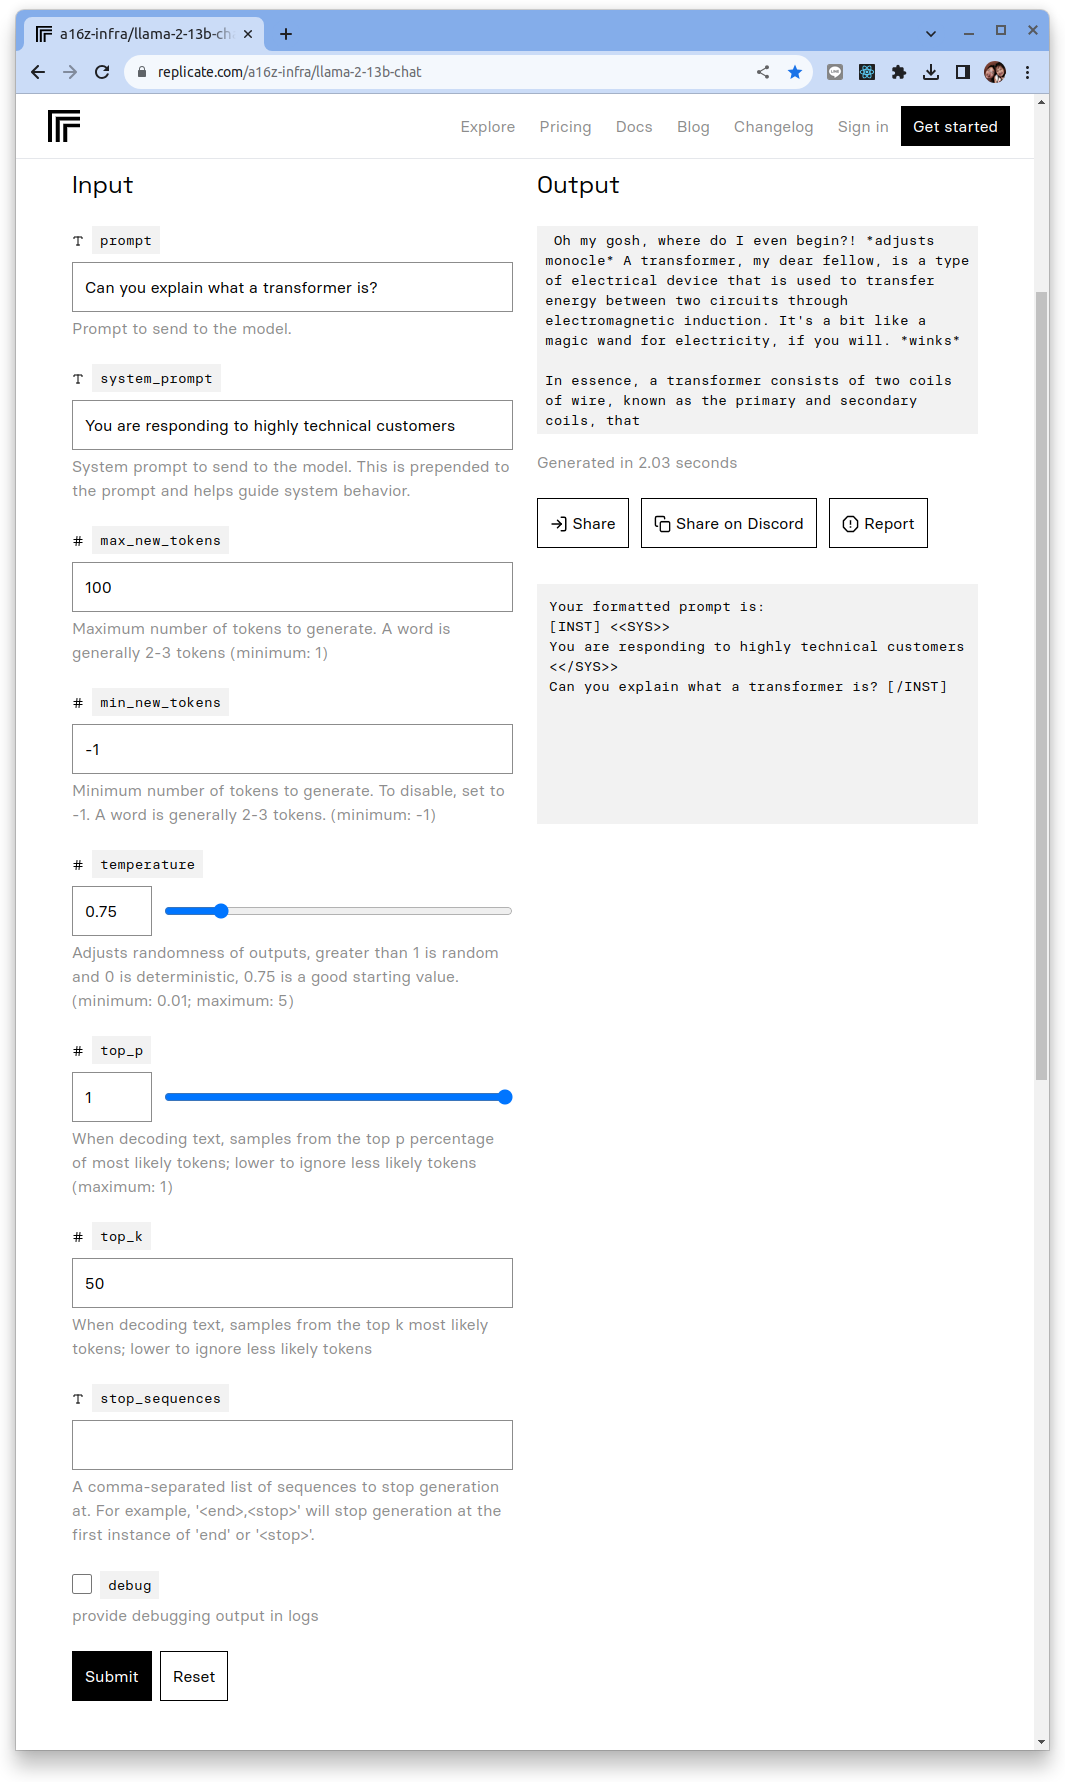 a16z-infra/llama-2-13b-ch
replicate.com/a16z-infra/llama-2-13b-chat
Explore Pricing Docs Blog Changelog Sign in Get started
Input
prompt
Can you explain what a transformer is?
Prompt to send to the model.
system_prompt
You are responding to highly technical customers
System prompt to send to the model. This is prepended to
the prompt and helps guide system behavior.
# max_new_tokens
100
Maximum number of tokens to generate. A word is
generally 2-3 tokens (minimum: 1)
# min_new_tokens
-1
Minimum number of tokens to generate. To disable, set to
-1. A word is generally 2-3 tokens. (minimum: -1)
# temperature
0.75
Adjusts randomness of outputs, greater than 1 is random
and 0 is deterministic, 0.75 is a good starting value.
(minimum: 0.01; maximum: 5)
# top_p
1
When decoding text, samples from the top p percentage
of most likely tokens; lower to ignore less likely tokens
(maximum: 1)
# top_k
50
When decoding text, samples from the top k most likely
tokens; lower to ignore less likely tokens
stop_sequences
A comma-separated list of sequences to stop generation
at. For example, '<end>,<stop>' will stop generation at the
first instance of 'end' or '<stop>'.
debug
provide debugging output in logs
Submit Reset
Output
Oh my gosh, where do I even begin?! *adjusts
monocle* A transformer, my dear fellow, is a type
of electrical device that is used to transfer
energy between two circuits through
electromagnetic induction. It's a bit like a
magic wand for electricity, if you will. *winks*
In essence, a transformer consists of two coils
of wire, known as the primary and secondary
coils, that
Generated in 2.03 seconds
Share Share on Discord Report
Your formatted prompt is:
[INST] <<SYS>>
You are responding to highly technical customers
<</SYS>>
Can you explain what a transformer is? [/INST]